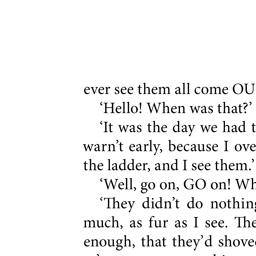 ever see them all come OU
‘Hello! When was that?’
‘It was the day we had t
warn’t early, because I ove
the ladder, and I see them.’
‘Well, go on, GO on! Wh
‘They didn’t do nothing
much, as fur as I see. The
enough, that they’d shove